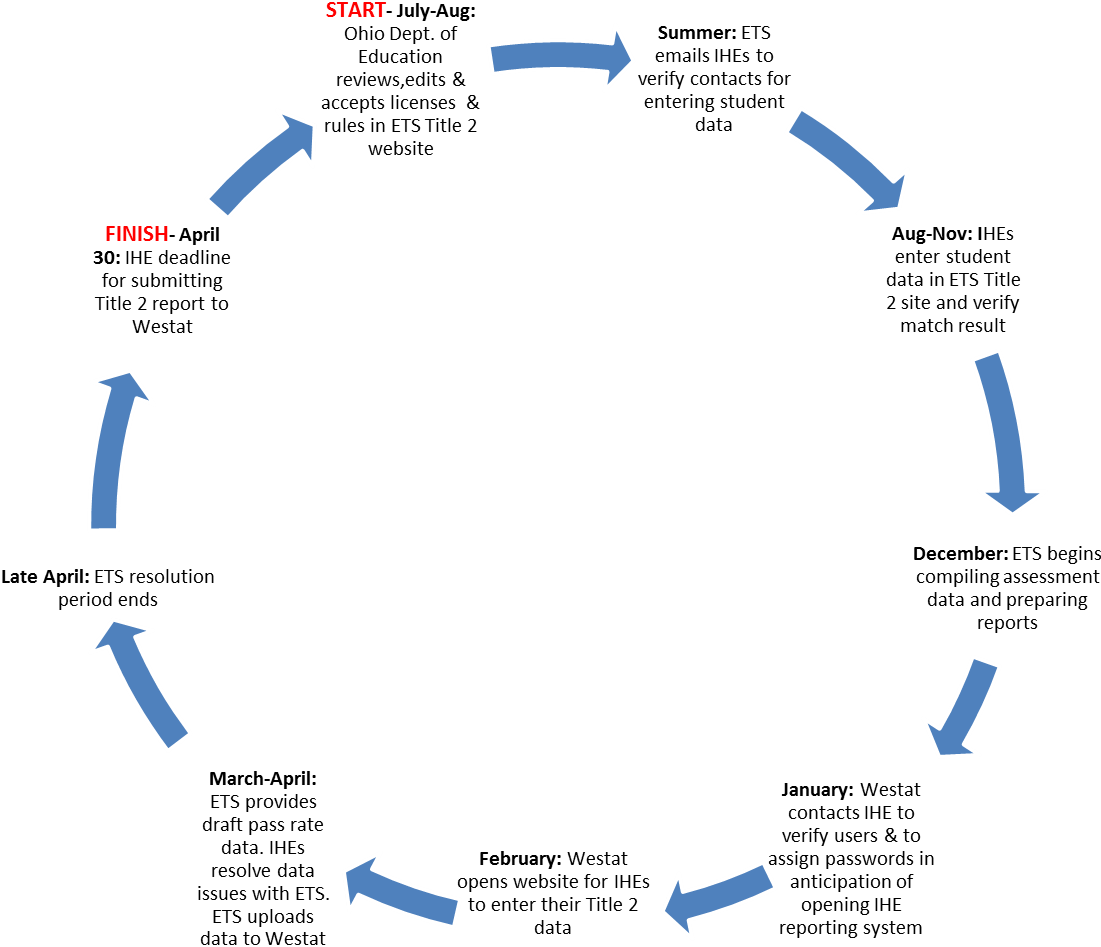 START- July-Aug:
Ohio Dept. of
Education
reviews,edits &
accepts licenses &
rules in ETS Title 2
website
Summer: ETS
emails IHEs to
verify contacts for
entering student
data
Aug-Nov: IHEs
enter student
data in ETS Title
2 site and verify
match result
December: ETS begins
compiling assessment
data and preparing
reports
January: Westat
contacts IHE to
verify users & to
assign passwords in
anticipation of
opening IHE
reporting system
February: Westat
opens website for IHEs
to enter their Title 2
data
March-April:
ETS provides
draft pass rate
data. IHEs
resolve data
issues with ETS.
ETS uploads
data to Westat
Late April: ETS resolution
period ends
FINISH- April
30: IHE deadline
for submitting
Title 2 report to
Westat